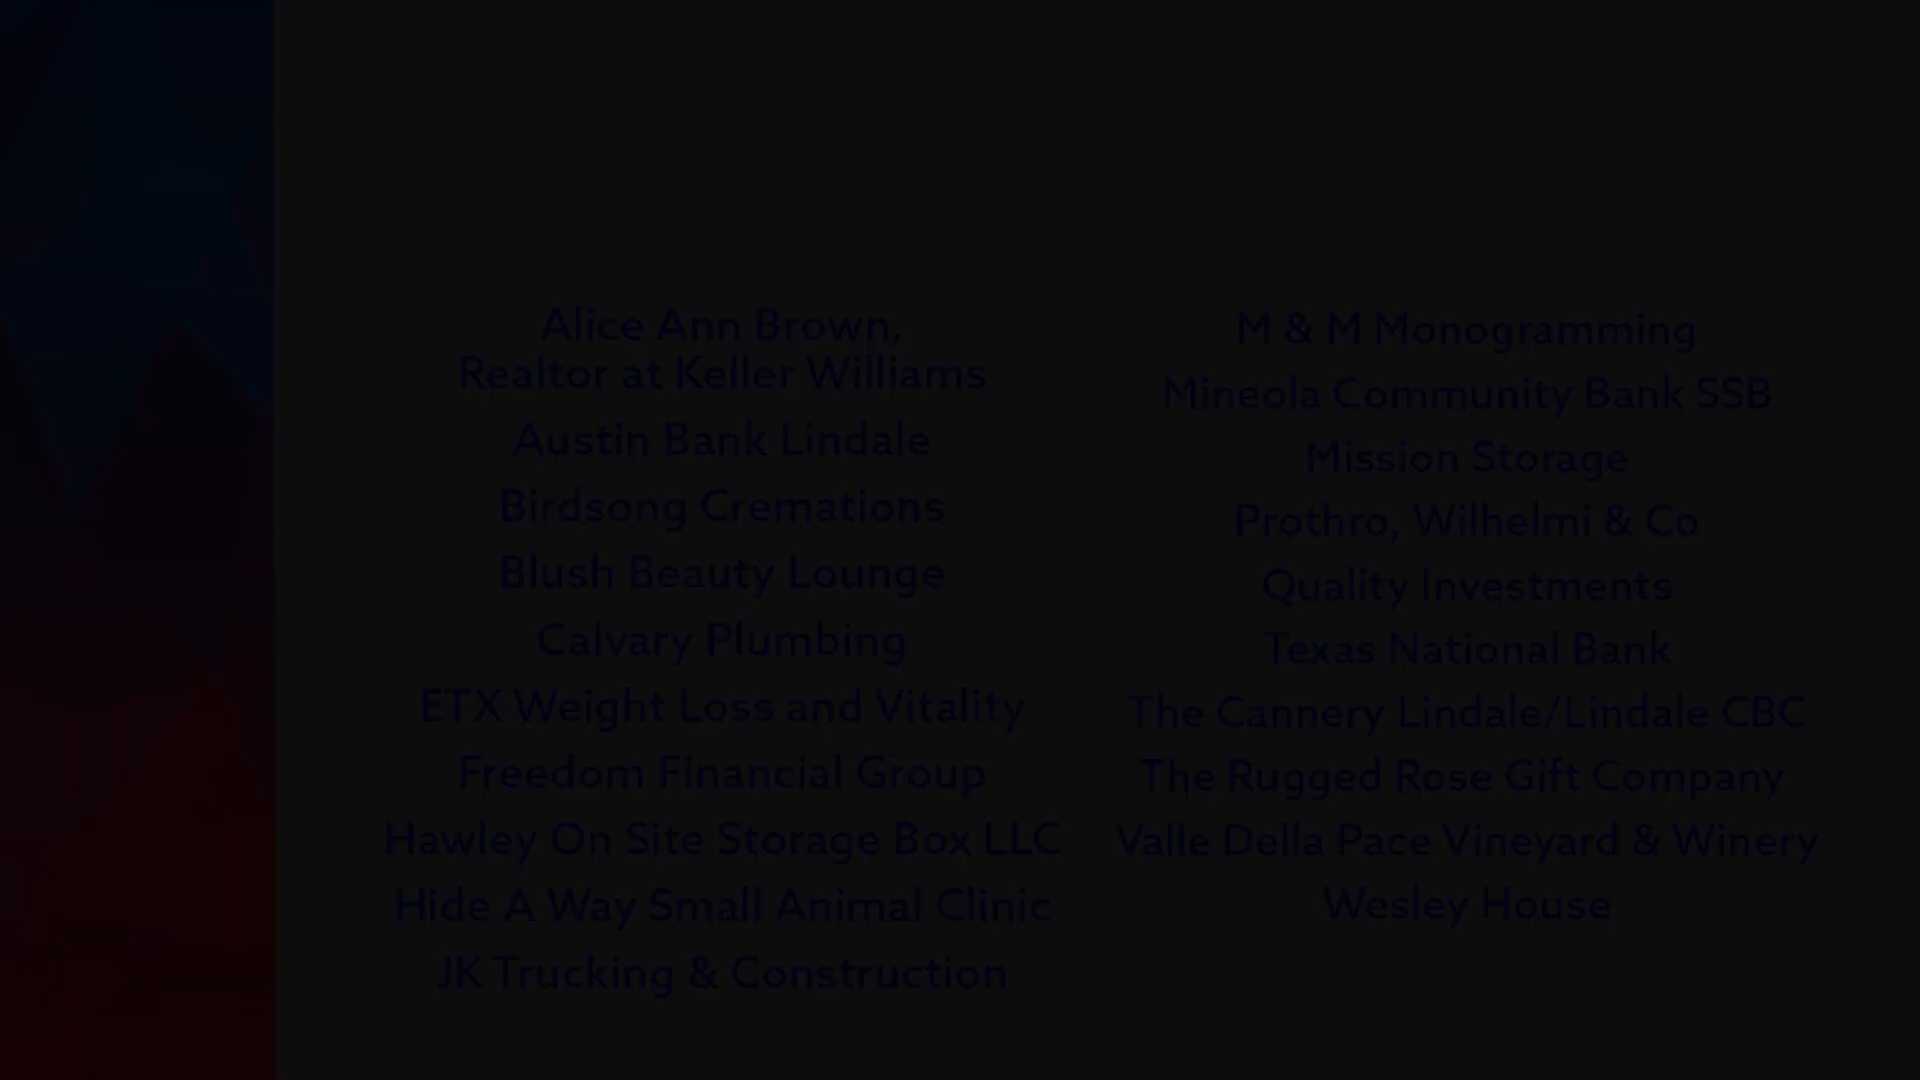 Alice Ann Brown,
Realtor at Keller Williams
Austin Bank Lindale
Birdsong Cremations
Blush Beauty Lounge
Calvary Plumbing
ETX Weight Loss and Vitality
Freedom Financial Group
Hawley On Site Storage Box LLC
Hide A Way Small Animal Clinic
JK Trucking & Construction
M & M Monogramming
Mineola Community Bank SSB
Mission Storage
Prothro, Wilhelmi & Co
Quality Investments
Texas National Bank
The Cannery Lindale/Lindale CBC
The Rugged Rose Gift Company
Valle Della Pace Vineyard & Winery
Wesley House